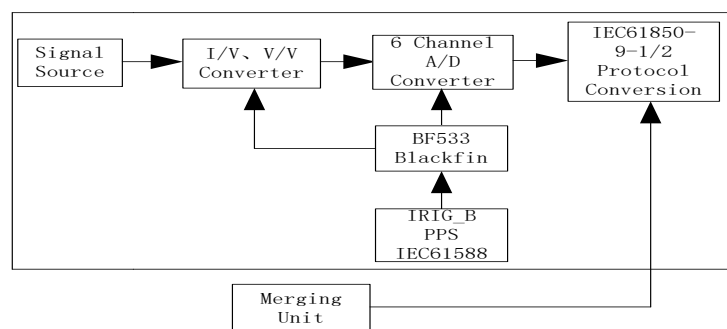 Signal
Source
I/V、V/V
Converter
6 Channel
A/D
Converter
IEC61850-
9-1/2
Protocol
Conversion
BF533
Blackfin
IRIG_B
PPS
IEC61588
Merging
Unit